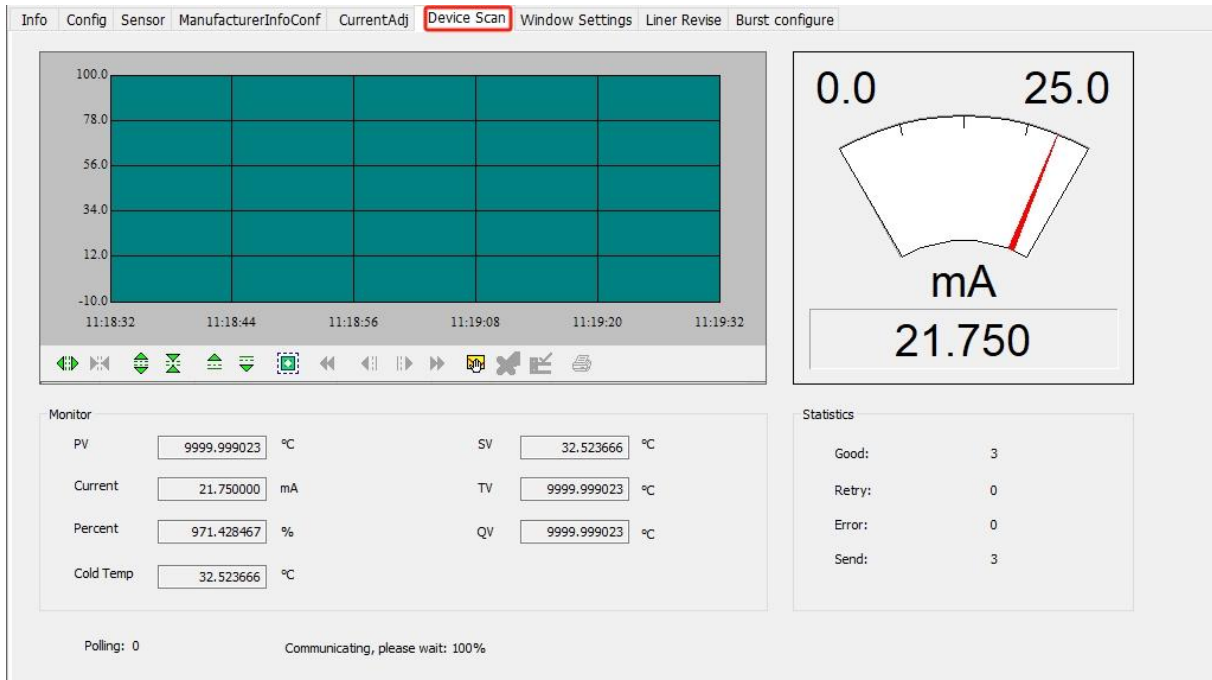 Info Config Sensor ManufacturerInfoConf CurrentAdj Device Scan Window Settings Liner Revise Burst configure
100.0
78.0
56.0
34.0
12.0
-10.0
11:18:32 11:18:44 11:18:56 11:19:08 11:19:20 11:19:32
0.0 25.0
mA
21.750
Monitor
PV 9999.999023 °C SV 32.523666 °C
Current 21.750000 mA TV 9999.999023 °C
Percent 971.428467 % QV 9999.999023 °C
Cold Temp 32.523666 °C
Statistics
Good: 3
Retry: 0
Error: 0
Send: 3
Polling: 0 Communicating, please wait: 100%